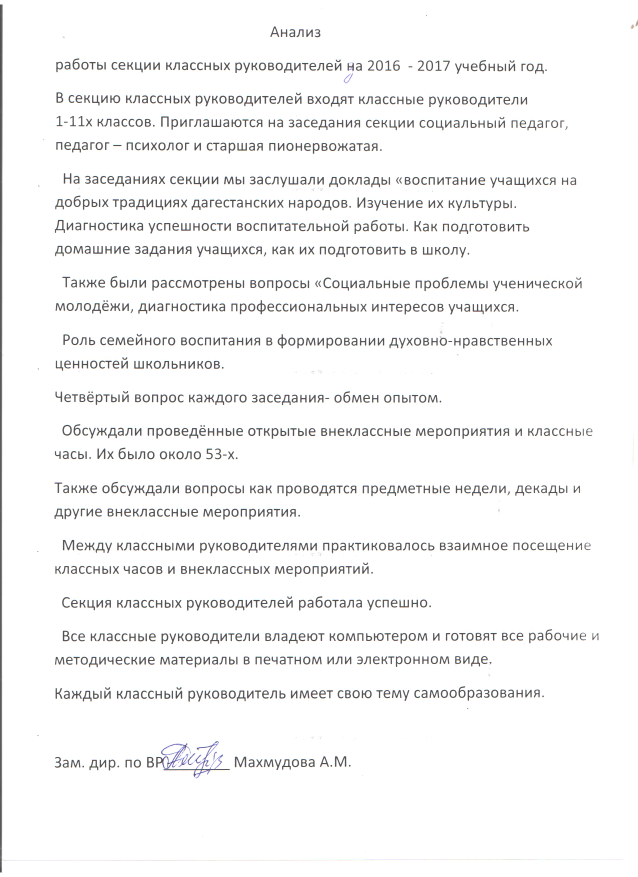 Анализ
работы секции классных руководителей на 2016  - 2017 учебный год.
В секцию классных руководителей входят классные руководители
1-11х классов. Приглашаются на заседания секции социальный педагог,
педагог – психолог и старшая пионервожатая.
На заседаниях секции мы заслушали доклады «воспитание учащихся на
добрых традициях дагестанских народов. Изучение их культуры.
Диагностика успешности воспитательной работы. Как подготовить
домашние задания учащихся, как их подготовить в школу.
Также были рассмотрены вопросы «Социальные проблемы ученической
молодёжи, диагностика профессиональных интересов учащихся.
Роль семейного воспитания в формировании духовно-нравственных
ценностей школьников.
Четвёртый вопрос каждого заседания- обмен опытом.
Обсуждали проведённые открытые внеклассные мероприятия и классные
часы. Их было около 53-х.
Также обсуждали вопросы как проводятся предметные недели, декады и
другие внеклассные мероприятия.
Между классными руководителями практиковалось взаимное посещение
классных часов и внеклассных мероприятий.
Секция классных руководителей работала успешно.
Все классные руководители владеют компьютером и готовят все рабочие и
методические материалы в печатном или электронном виде.
Каждый классный руководитель имеет свою тему самообразования.
Зам. дир. по ВР Махмудова А.М.